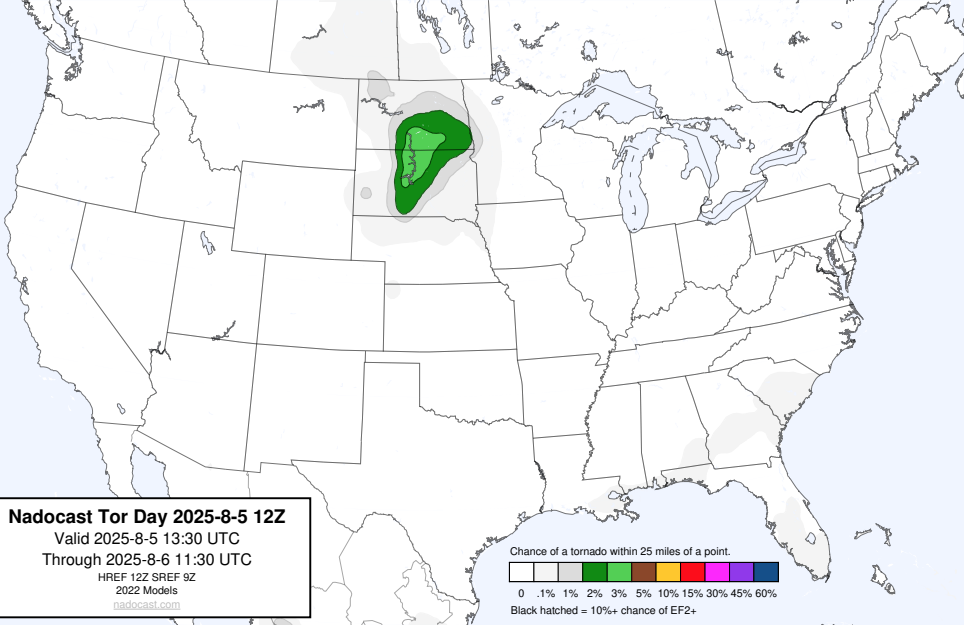 Nadocast Tor Day 2025-8-5 12Z
Valid 2025-8-5 13:30 UTC
Through 2025-8-6 11:30 UTC
HREF 12Z SREF 9Z
2022 Models
nadocast.com
Chance of a tornado within 25 miles of a point.
0 .1% 1% 2% 3% 5% 10% 15% 30% 45% 60%
Black hatched = 10%+ chance of EF2+